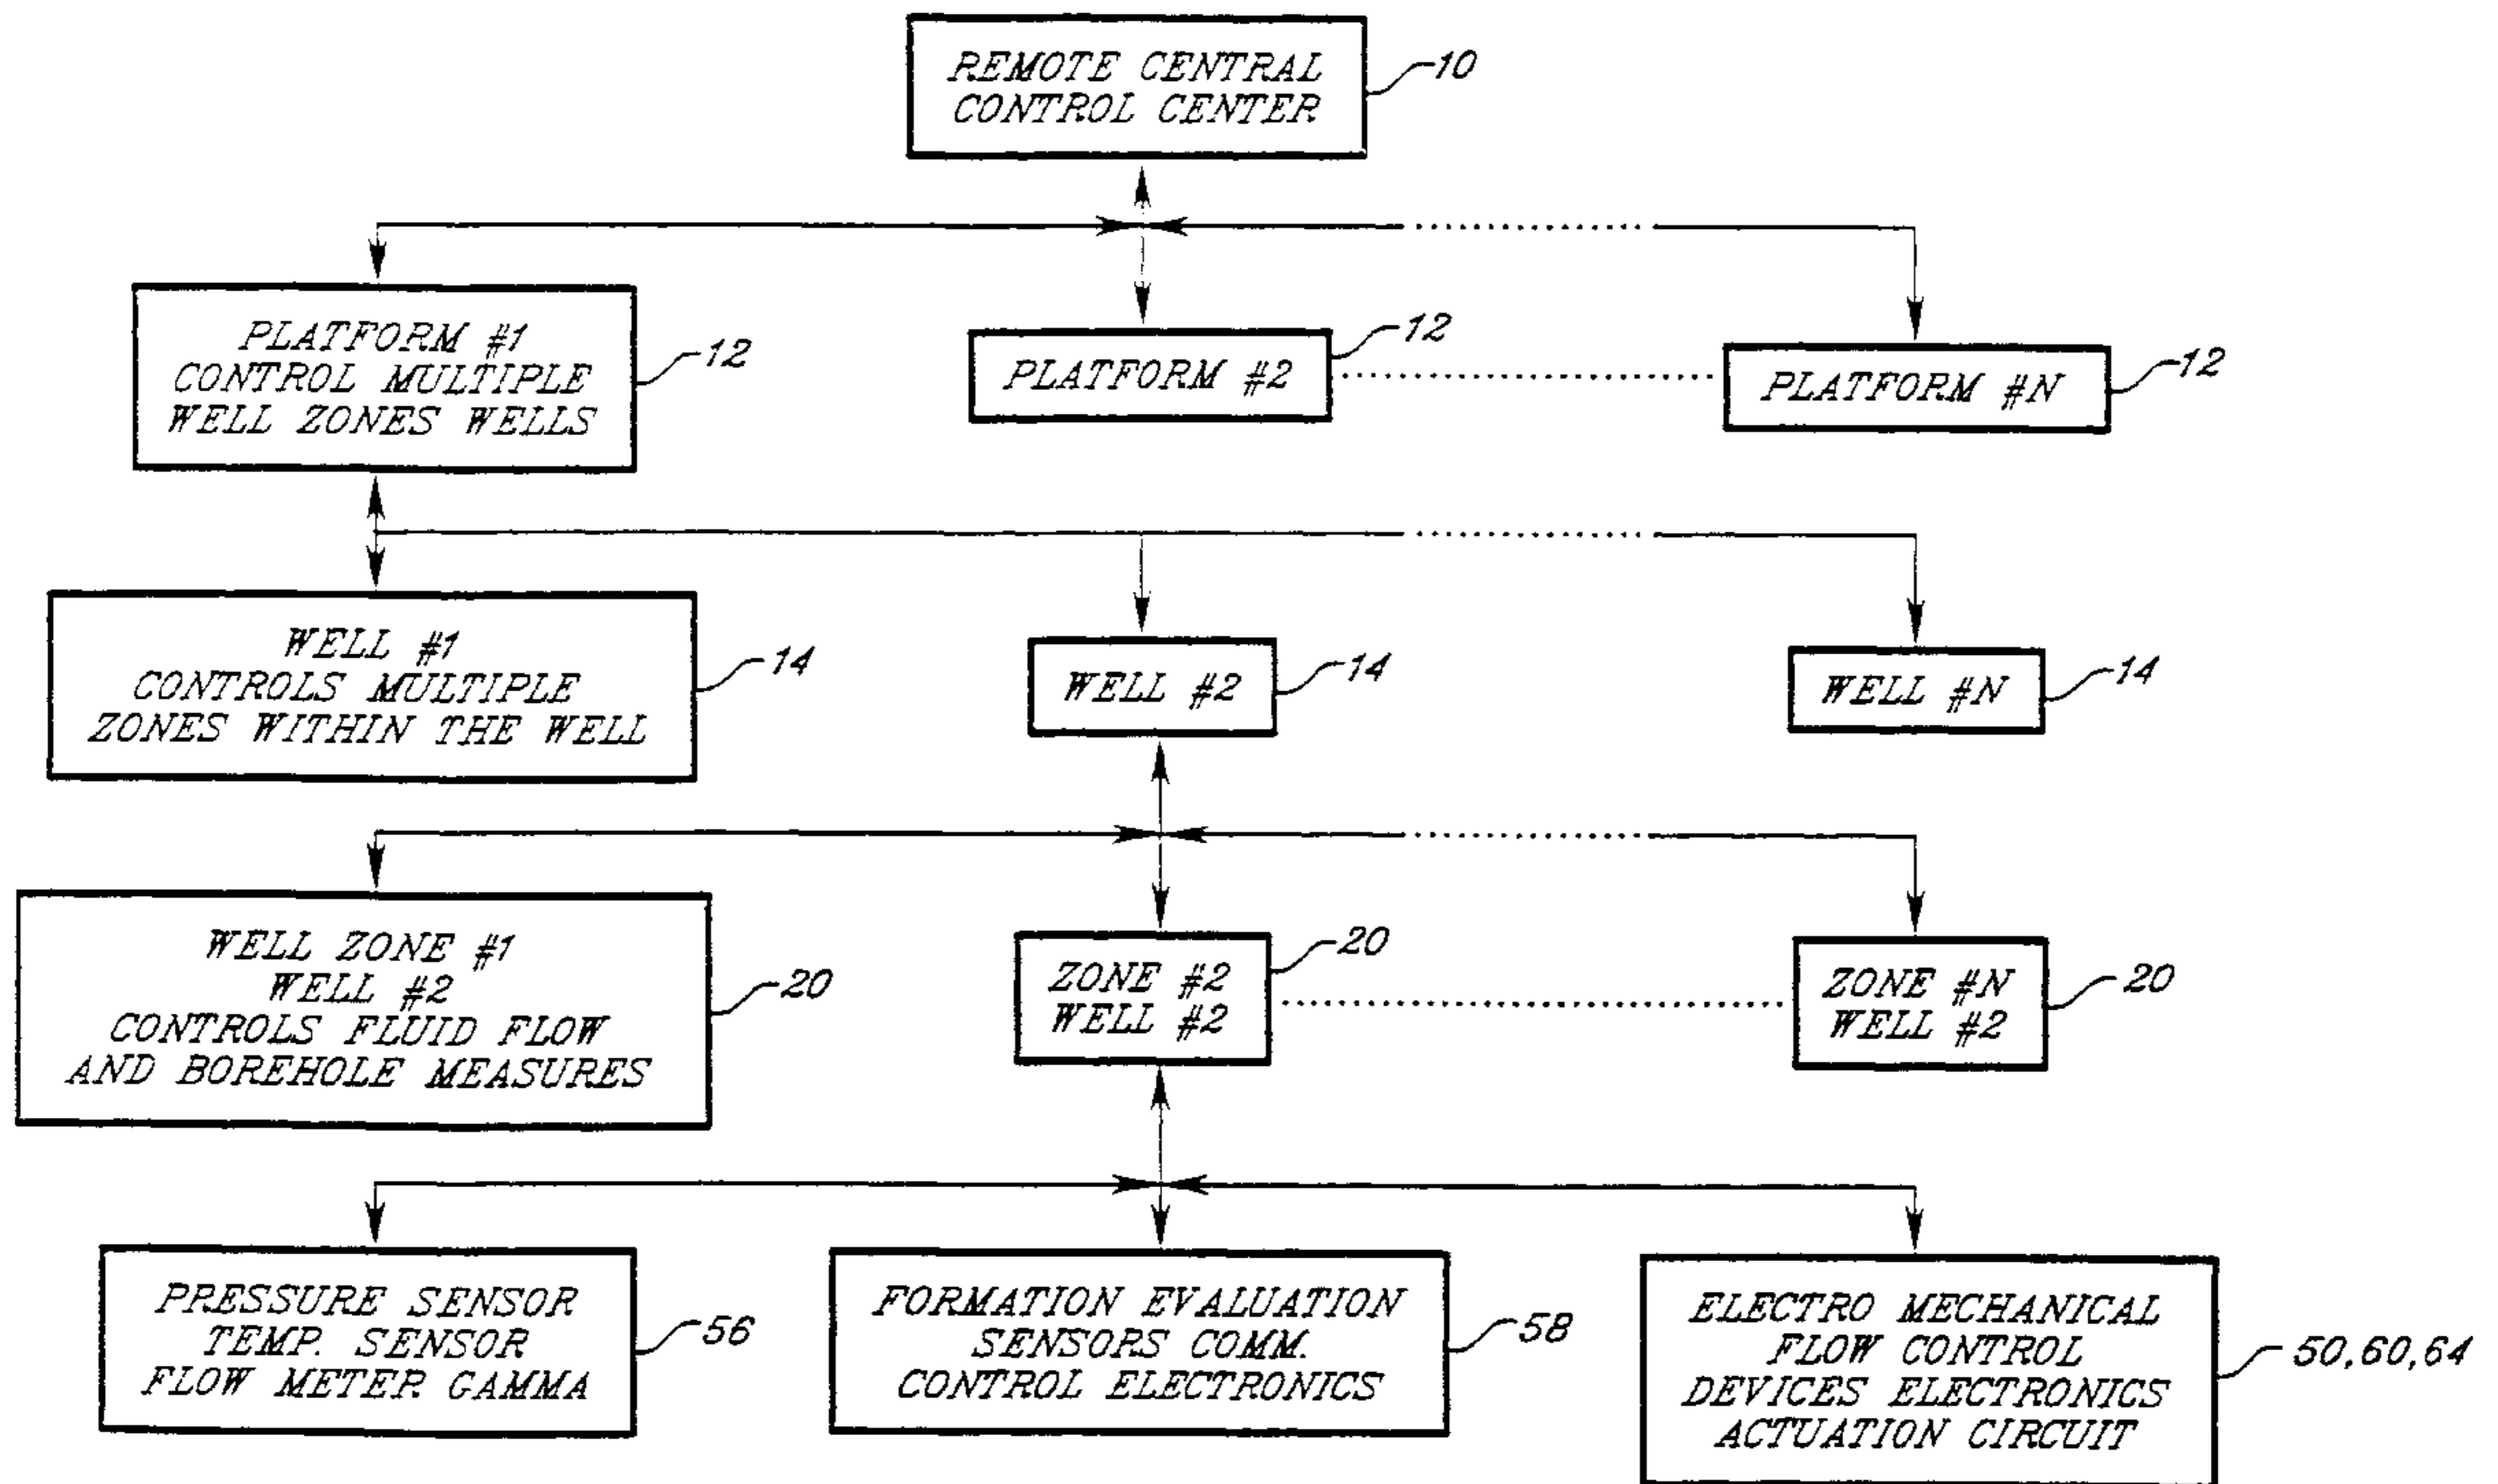 REMOTE CENTRAL
CONTROL CENTER
10
PLATFORM #1
CONTROL MULTIPLE
WELL ZONES WELLS
12
PLATFORM #2
12
PLATFORM #N
12
WELL #1
CONTROLS MULTIPLE
ZONES WITHIN THE WELL
14
WELL #2
14
WELL #N
14
WELL ZONE #1
WELL #2
CONTROLS FLUID FLOW
AND BOREHOLE MEASURES
20
ZONE #2
WELL #2
20
ZONE #N
WELL #2
20
PRESSURE SENSOR
TEMP. SENSOR
FLOW METER GAMMA
56
FORMATION EVALUATION
SENSORS COMM.
CONTROL ELECTRONICS
58
ELECTRO MECHANICAL
FLOW CONTROL
DEVICES ELECTRONICS
ACTUATION CIRCUIT
50,60,64